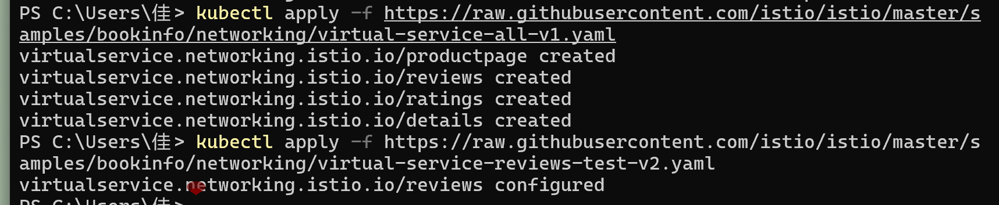 PS C:\Users\佳> kubectl apply -f https://raw.githubusercontent.com/istio/istio/master/s
amples/bookinfo/networking/virtual-service-all-v1.yaml
virtualservice.networking.istio.io/productpage created
virtualservice.networking.istio.io/reviews created
virtualservice.networking.istio.io/ratings created
virtualservice.networking.istio.io/details created
PS C:\Users\佳> kubectl apply -f https://raw.githubusercontent.com/istio/istio/master/s
amples/bookinfo/networking/virtual-service-reviews-test-v2.yaml
virtualservice.networking.istio.io/reviews configured
PS C:\Users\佳>